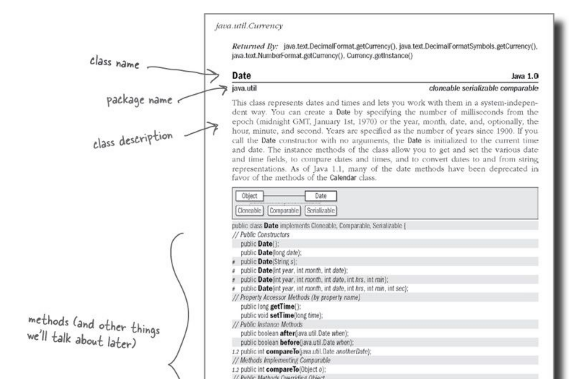 java.util.Currency
Returned By: java.text.DecimalFormat.getCurrency(), java.text.DecimalFormatSymbols.getCurrency(),
java.text.NumberFormat.getCurrency(), Currency.getInstance()
class name
Date Java 1.0
package name
java.util cloneable serializable comparable
class description
This class represents dates and times and lets you work with them in a system-indepen-
dent way. You can create a Date by specifying the number of milliseconds from the
epoch (midnight GMT, January 1st, 1970) or the year, month, date, and, optionally, the
hour, minute, and second. Years are specified as the number of years since 1900. If you
call the Date constructor with no arguments, the Date is initialized to the current time
and date. The instance methods of the class allow you to get and set the various date
and time fields, to compare dates and times, and to convert dates to and from string
representations. As of Java 1.1, many of the date methods have been deprecated in
favor of the methods of the Calendar class.
Object Date
Cloneable Comparable Serializable
public class Date implements Cloneable, Comparable, Serializable {
// Public Constructors
public Date();
public Date(long date);
# public Date(String s);
# public Date(int year, int month, int date);
# public Date(int year, int month, int date, int hrs, int min);
# public Date(int year, int month, int date, int hrs, int min, int sec);
// Property Accessor Methods (by property name)
public long getTime();
public void setTime(long time);
// Public Instance Methods
public boolean after(java.util.Date when);
public boolean before(java.util.Date when);
1.2 public int compareTo(java.util.Date anotherDate);
// Methods Implementing Comparable
1.2 public int compareTo(Object o);
// Public Methods Overriding Object
methods (and other things
we'll talk about later)